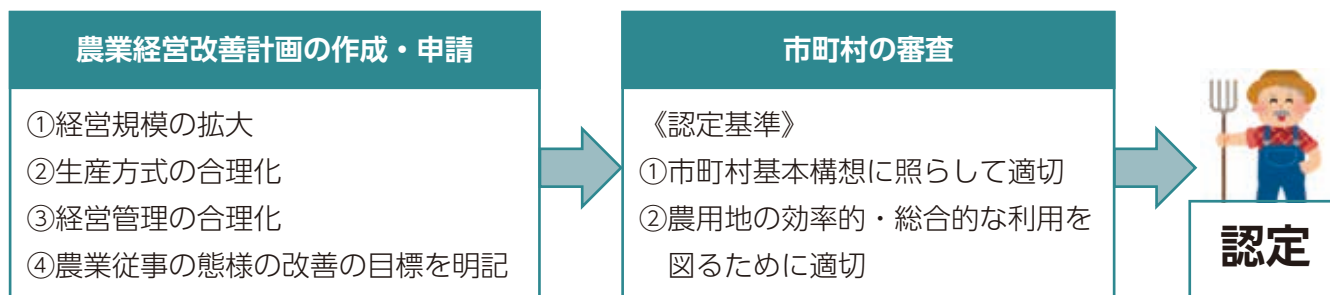 農業経営改善計画の作成・申請
①経営規模の拡大
②生産方式の合理化
③経営管理の合理化
④農業従事の態様の改善の目標を明記
市町村の審査
《認定基準》
①市町村基本構想に照らして適切
②農用地の効率的・総合的な利用を
図るために適切
認定